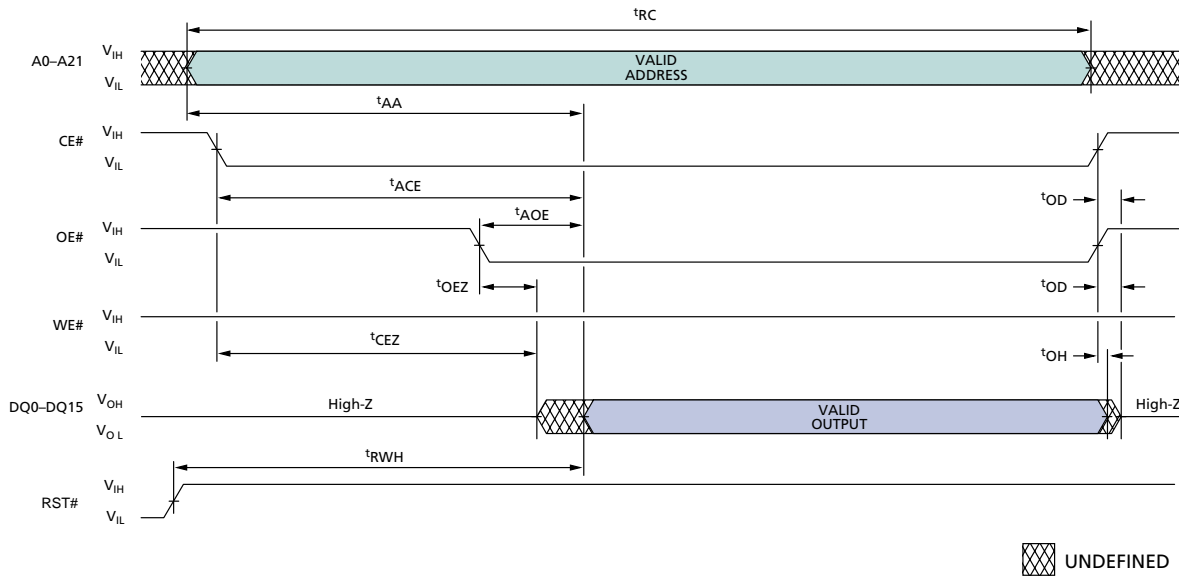 tRC
A0–A21
VIH
VIL
VALID
ADDRESS
tAA
CE#
VIH
VIL
tACE
tOD
tAOE
OE#
VIH
VIL
tOEZ
tOD
WE#
VIH
VIL
tCEZ
tOH
DQ0–DQ15
VOH
VO L
High-Z
VALID
OUTPUT
High-Z
tRWH
RST#
VIH
VIL
UNDEFINED